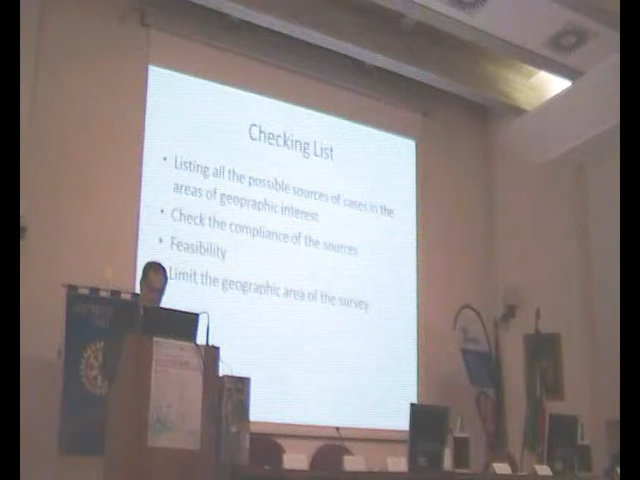 Checking List
• Listing all the possible sources of cases in the
areas of geopraphic interest
• Check the compliance of the sources
• Feasibility
Limit the geographic area of the survey